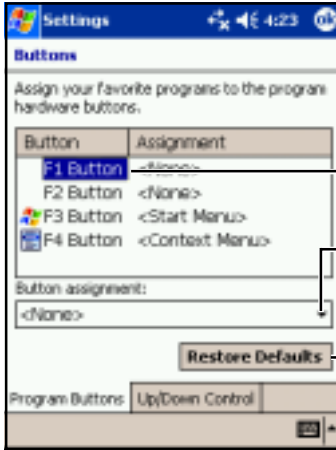 Settings 4:23 ok
Buttons
Assign your favorite programs to the program
hardware buttons.
Button Assignment
F1 Button <None>
F2 Button <None>
F3 Button <Start Menu>
F4 Button <Context Menu>
Button assignment:
<None>
Restore Defaults
Program Buttons Up/Down Control